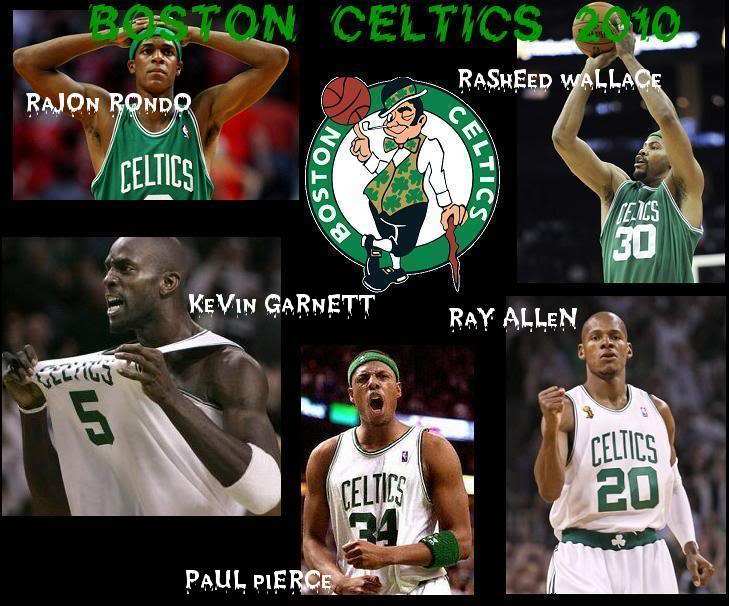 BOSTON CELTICS 2010
RAJON RONDO
RASHEED WALLACE
CELTICS
BOSTON CELTICS
CELTICS
30
KEVIN GARNETT
RAY ALLEN
CELTICS
5
CELTICS
34
CELTICS
20
PAUL PIERCE